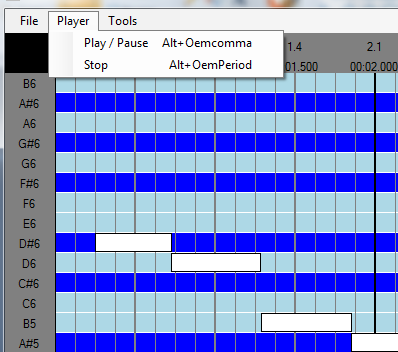 File Player Tools
Play / Pause Alt+Oemcomma
Stop Alt+OemPeriod
1.4 2.1
01.500 00:02.000
B6
A#6
A6
G#6
G6
F#6
F6
E6
D#6
D6
C#6
C6
B5
A#5